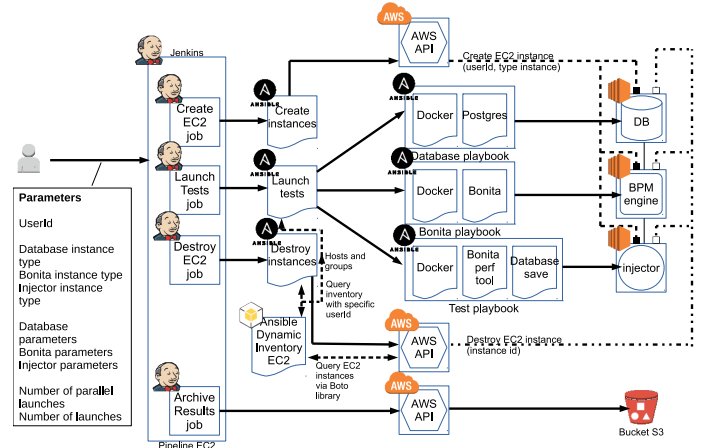 Jenkins
AWS
AWS
API
Create EC2 instance
(userId, type instance)
Create
EC2
job
ANSIBLE
Create
instances
ANSIBLE
Docker
Postgres
DB
Database playbook
Launch
Tests
job
ANSIBLE
Launch
tests
ANSIBLE
Docker
Bonita
BPM
engine
Bonita playbook
Parameters
UserId
Database instance
type
Bonita instance type
Injector instance
type
Database
parameters
Bonita parameters
Injector parameters
Number of parallel
launches
Number of launches
Destroy
EC2
job
ANSIBLE
Destroy
instances
Hosts and
groups
Query
inventory
with specific
userId
ANSIBLE
Docker
Bonita
perf
tool
Database
save
injector
Test playbook
Ansible
Dynamic
Inventory
EC2
AWS
AWS
API
Destroy EC2 instance
(instance id)
Query EC2
instances
via Boto
library
Archive
Results
job
AWS
AWS
API
Bucket S3
Pipeline EC2